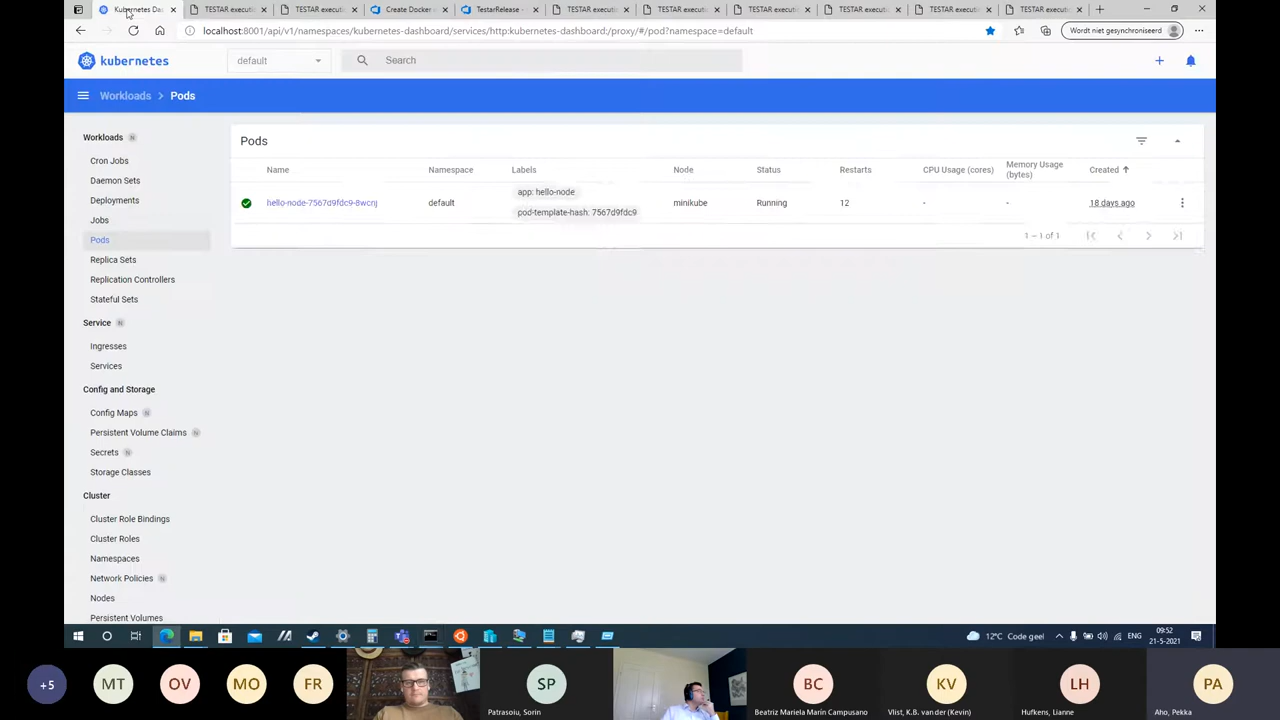 Kubernetes Da
TESTAR executi
TESTAR executi
Create Docker
TestarRelease -
TESTAR executi
TESTAR executi
TESTAR executi
TESTAR executi
TESTAR executi
TESTAR executi
localhost:8001/api/v1/namespaces/kubernetes-dashboard/services/http:kubernetes-dashboard:/proxy/#/pod?namespace=default
Wordt niet gesynchroniseerd
kubernetes
default
Search
Workloads > Pods
Workloads N
Cron Jobs
Daemon Sets
Deployments
Jobs
Pods
Replica Sets
Replication Controllers
Stateful Sets
Service N
Ingresses
Services
Config and Storage
Config Maps N
Persistent Volume Claims N
Secrets N
Storage Classes
Cluster
Cluster Role Bindings
Cluster Roles
Namespaces
Network Policies N
Nodes
Persistent Volumes
Pods
Name Namespace Labels Node Status Restarts CPU Usage (cores) Memory Usage (bytes) Created
hello-node-7567d9fdc9-8wcnj default app: hello-node minikube Running 12 - - 18 days ago
pod-template-hash: 7567d9fdc9
1 – 1 of 1
12°C Code geel
ENG
09:52
21-5-2021
+5
MT
OV
MO
FR
SP
Patrasoiu, Sorin
BC
Beatriz Mariela Marín Campusano
KV
Vlist, K.B. van der (Kevin)
LH
Hufkens, Lianne
PA
Aho, Pekka